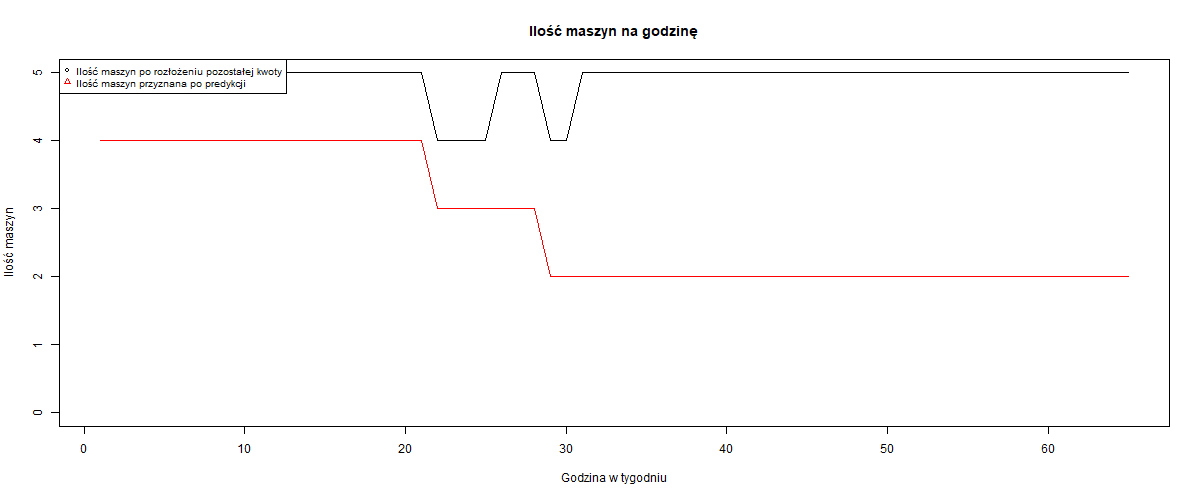 Ilość maszyn na godzinę
Ilość maszyn po rozłożeniu pozostałej kwoty
Ilość maszyn przyznana po predykcji
Ilość maszyn
5
4
3
2
1
0
0 10 20 30 40 50 60
Godzina w tygodniu